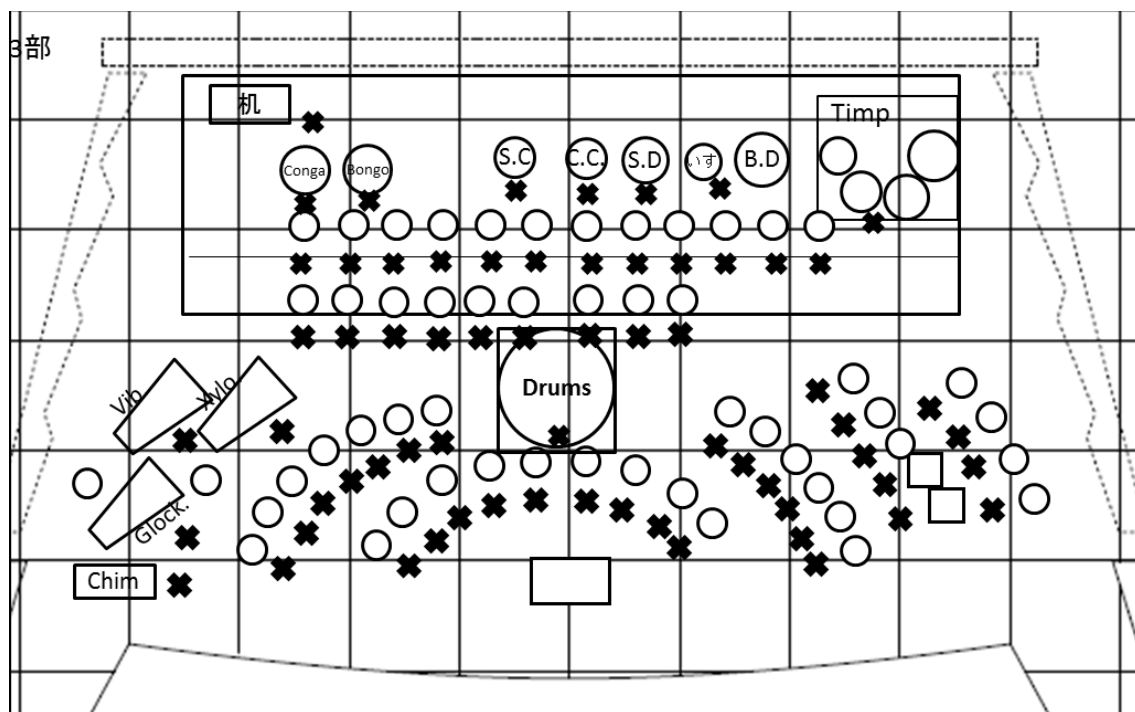 3部
机
Timp
Conga
Bongo
S.C
C.C.
S.D
いす
B.D
Drums
Vib
Xylo
Glock.
Chim